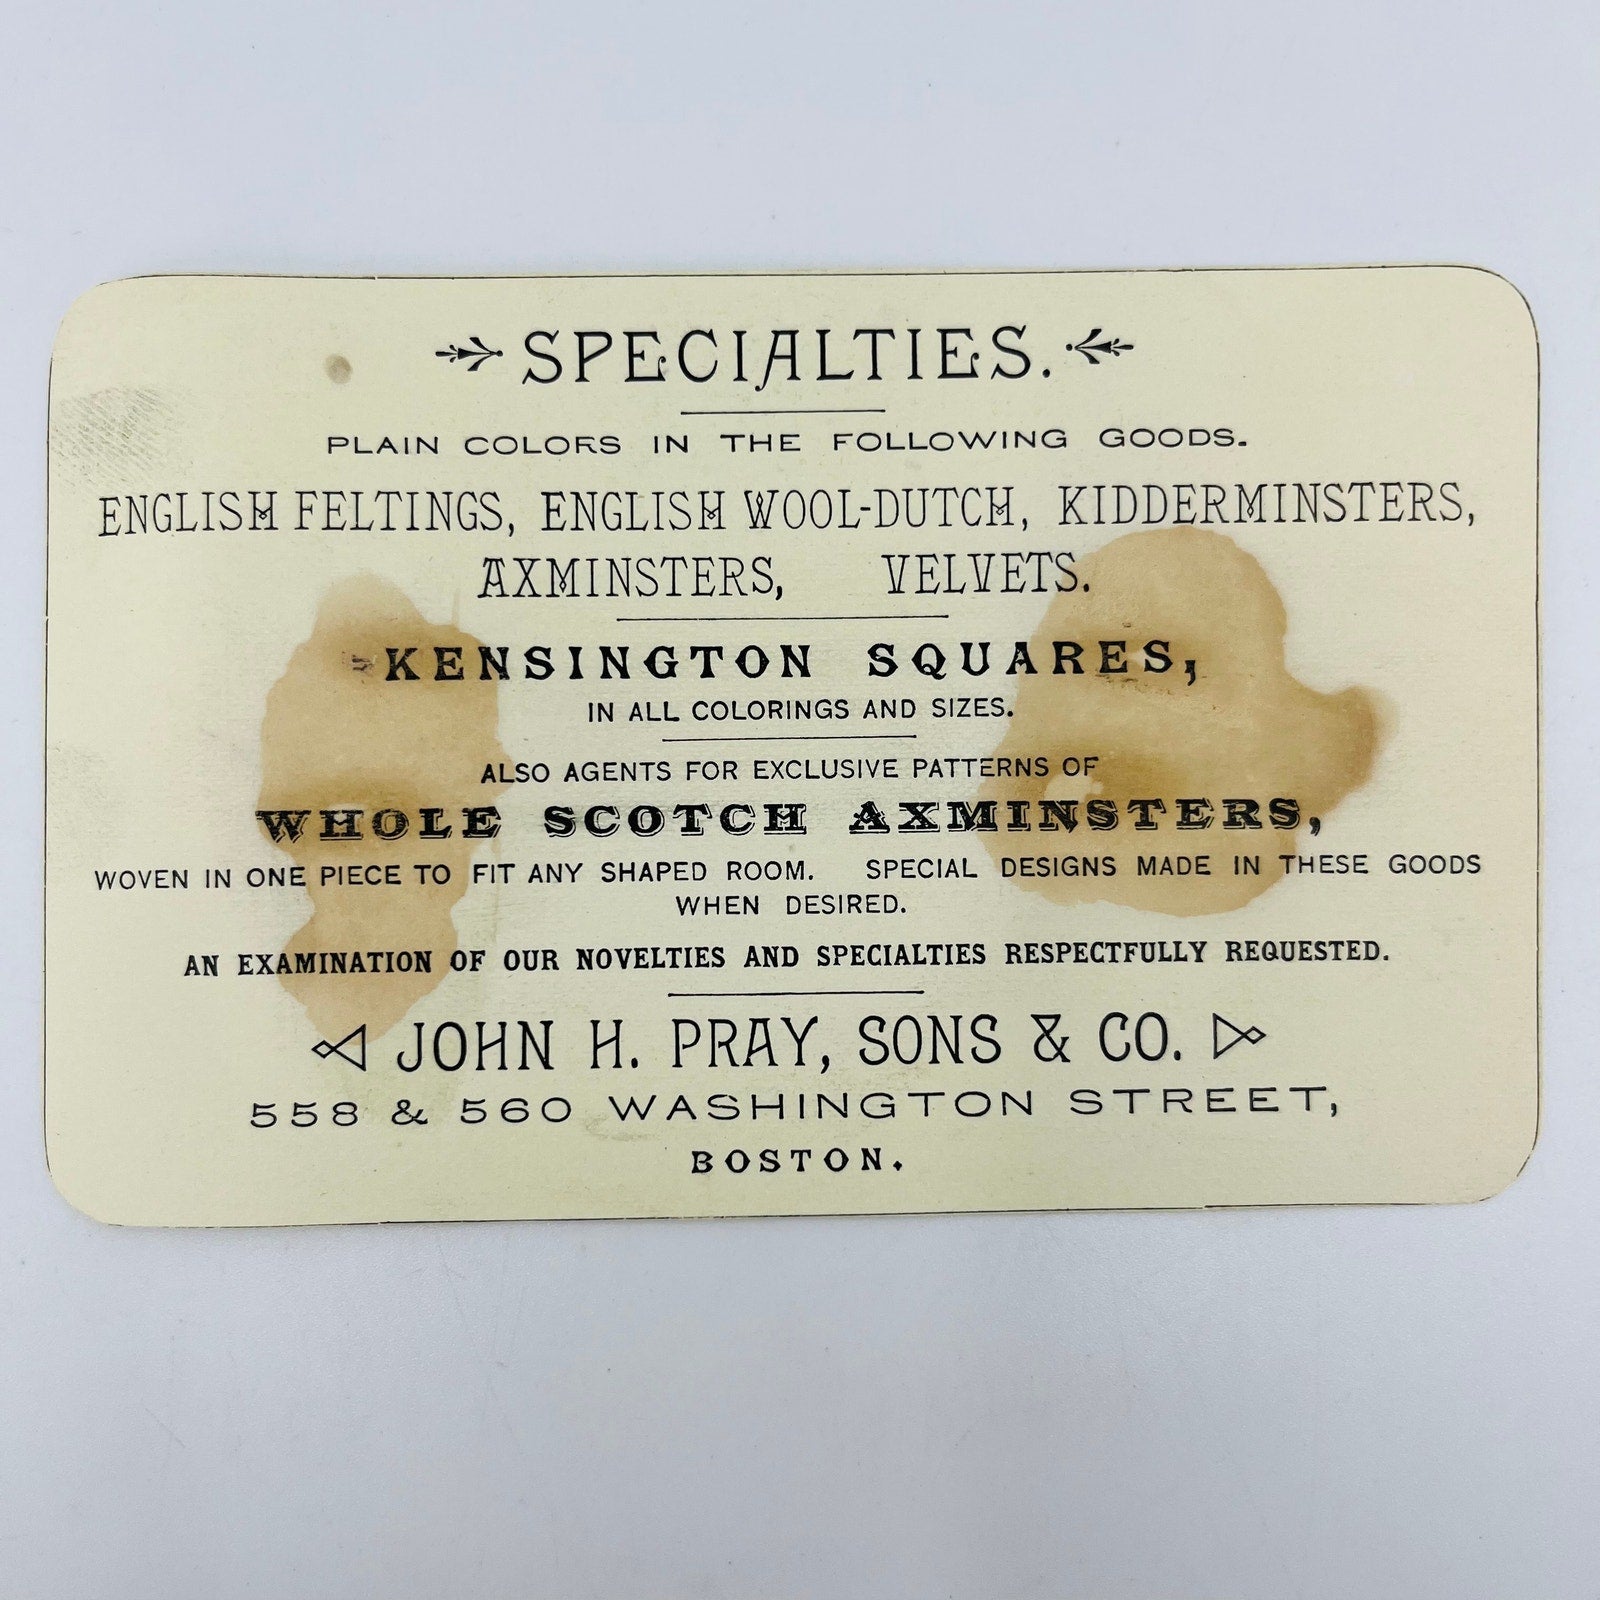 SPECIALTIES.
PLAIN COLORS IN THE FOLLOWING GOODS.
ENGLISH FELTINGS, ENGLISH WOOL-DUTCH, KIDDERMINSTERS,
AXMINSTERS, VELVETS.
KENSINGTON SQUARES,
IN ALL COLORINGS AND SIZES.
ALSO AGENTS FOR EXCLUSIVE PATTERNS OF
WHOLE SCOTCH AXMINSTERS,
WOVEN IN ONE PIECE TO FIT ANY SHAPED ROOM. SPECIAL DESIGNS MADE IN THESE GOODS
WHEN DESIRED.
AN EXAMINATION OF OUR NOVELTIES AND SPECIALTIES RESPECTFULLY REQUESTED.
JOHN H. PRAY, SONS & CO.
558 & 560 WASHINGTON STREET,
BOSTON.